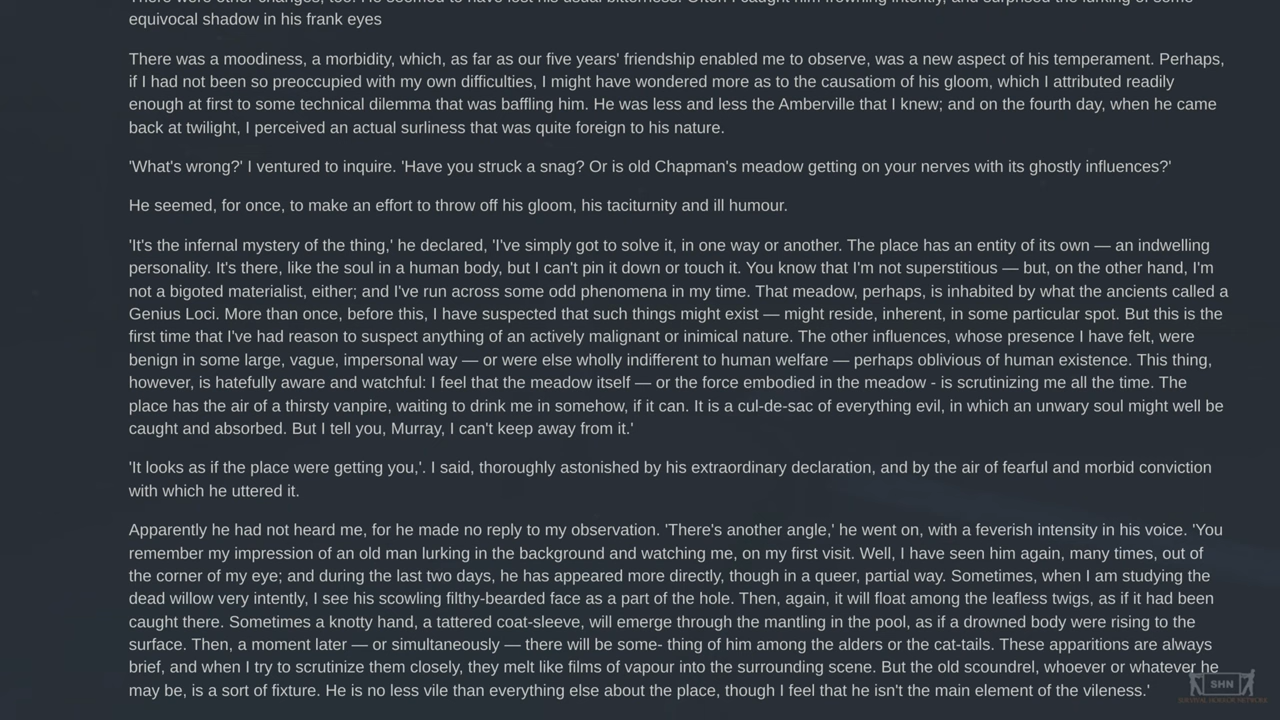 There were other changes, too. He seemed to have lost his usual bitterness. Often I caught him frowning intently, and surprised the lurking of some
equivocal shadow in his frank eyes
There was a moodiness, a morbidity, which, as far as our five years' friendship enabled me to observe, was a new aspect of his temperament. Perhaps,
if I had not been so preoccupied with my own difficulties, I might have wondered more as to the causatiom of his gloom, which I attributed readily
enough at first to some technical dilemma that was baffling him. He was less and less the Amberville that I knew; and on the fourth day, when he came
back at twilight, I perceived an actual surliness that was quite foreign to his nature.
'What's wrong?' I ventured to inquire. 'Have you struck a snag? Or is old Chapman's meadow getting on your nerves with its ghostly influences?'
He seemed, for once, to make an effort to throw off his gloom, his taciturnity and ill humour.
'It's the infernal mystery of the thing,' he declared, 'I've simply got to solve it, in one way or another. The place has an entity of its own — an indwelling
personality. It's there, like the soul in a human body, but I can't pin it down or touch it. You know that I'm not superstitious — but, on the other hand, I'm
not a bigoted materialist, either; and I've run across some odd phenomena in my time. That meadow, perhaps, is inhabited by what the ancients called a
Genius Loci. More than once, before this, I have suspected that such things might exist — might reside, inherent, in some particular spot. But this is the
first time that I've had reason to suspect anything of an actively malignant or inimical nature. The other influences, whose presence I have felt, were
benign in some large, vague, impersonal way — or were else wholly indifferent to human welfare — perhaps oblivious of human existence. This thing,
however, is hatefully aware and watchful: I feel that the meadow itself — or the force embodied in the meadow - is scrutinizing me all the time. The
place has the air of a thirsty vanpire, waiting to drink me in somehow, if it can. It is a cul-de-sac of everything evil, in which an unwary soul might well be
caught and absorbed. But I tell you, Murray, I can't keep away from it.'
'It looks as if the place were getting you,'. I said, thoroughly astonished by his extraordinary declaration, and by the air of fearful and morbid conviction
with which he uttered it.
Apparently he had not heard me, for he made no reply to my observation. 'There's another angle,' he went on, with a feverish intensity in his voice. 'You
remember my impression of an old man lurking in the background and watching me, on my first visit. Well, I have seen him again, many times, out of
the corner of my eye; and during the last two days, he has appeared more directly, though in a queer, partial way. Sometimes, when I am studying the
dead willow very intently, I see his scowling filthy-bearded face as a part of the hole. Then, again, it will float among the leafless twigs, as if it had been
caught there. Sometimes a knotty hand, a tattered coat-sleeve, will emerge through the mantling in the pool, as if a drowned body were rising to the
surface. Then, a moment later — or simultaneously — there will be some- thing of him among the alders or the cat-tails. These apparitions are always
brief, and when I try to scrutinize them closely, they melt like films of vapour into the surrounding scene. But the old scoundrel, whoever or whatever he
may be, is a sort of fixture. He is no less vile than everything else about the place, though I feel that he isn't the main element of the vileness.'
SHN
SURVIVAL HORROR NETWORK